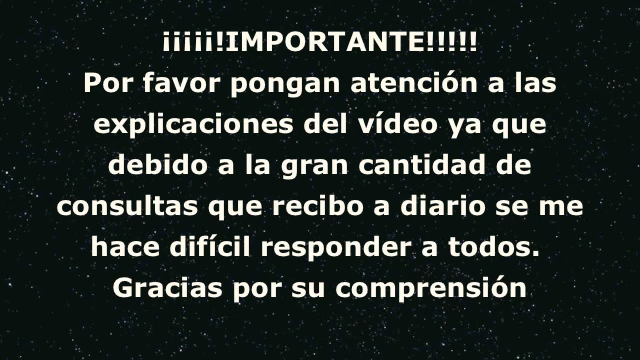 ¡¡¡¡¡!IMPORTANTE!!!!!
Por favor pongan atención a las
explicaciones del vídeo ya que
debido a la gran cantidad de
consultas que recibo a diario se me
hace difícil responder a todos.
Gracias por su comprensión